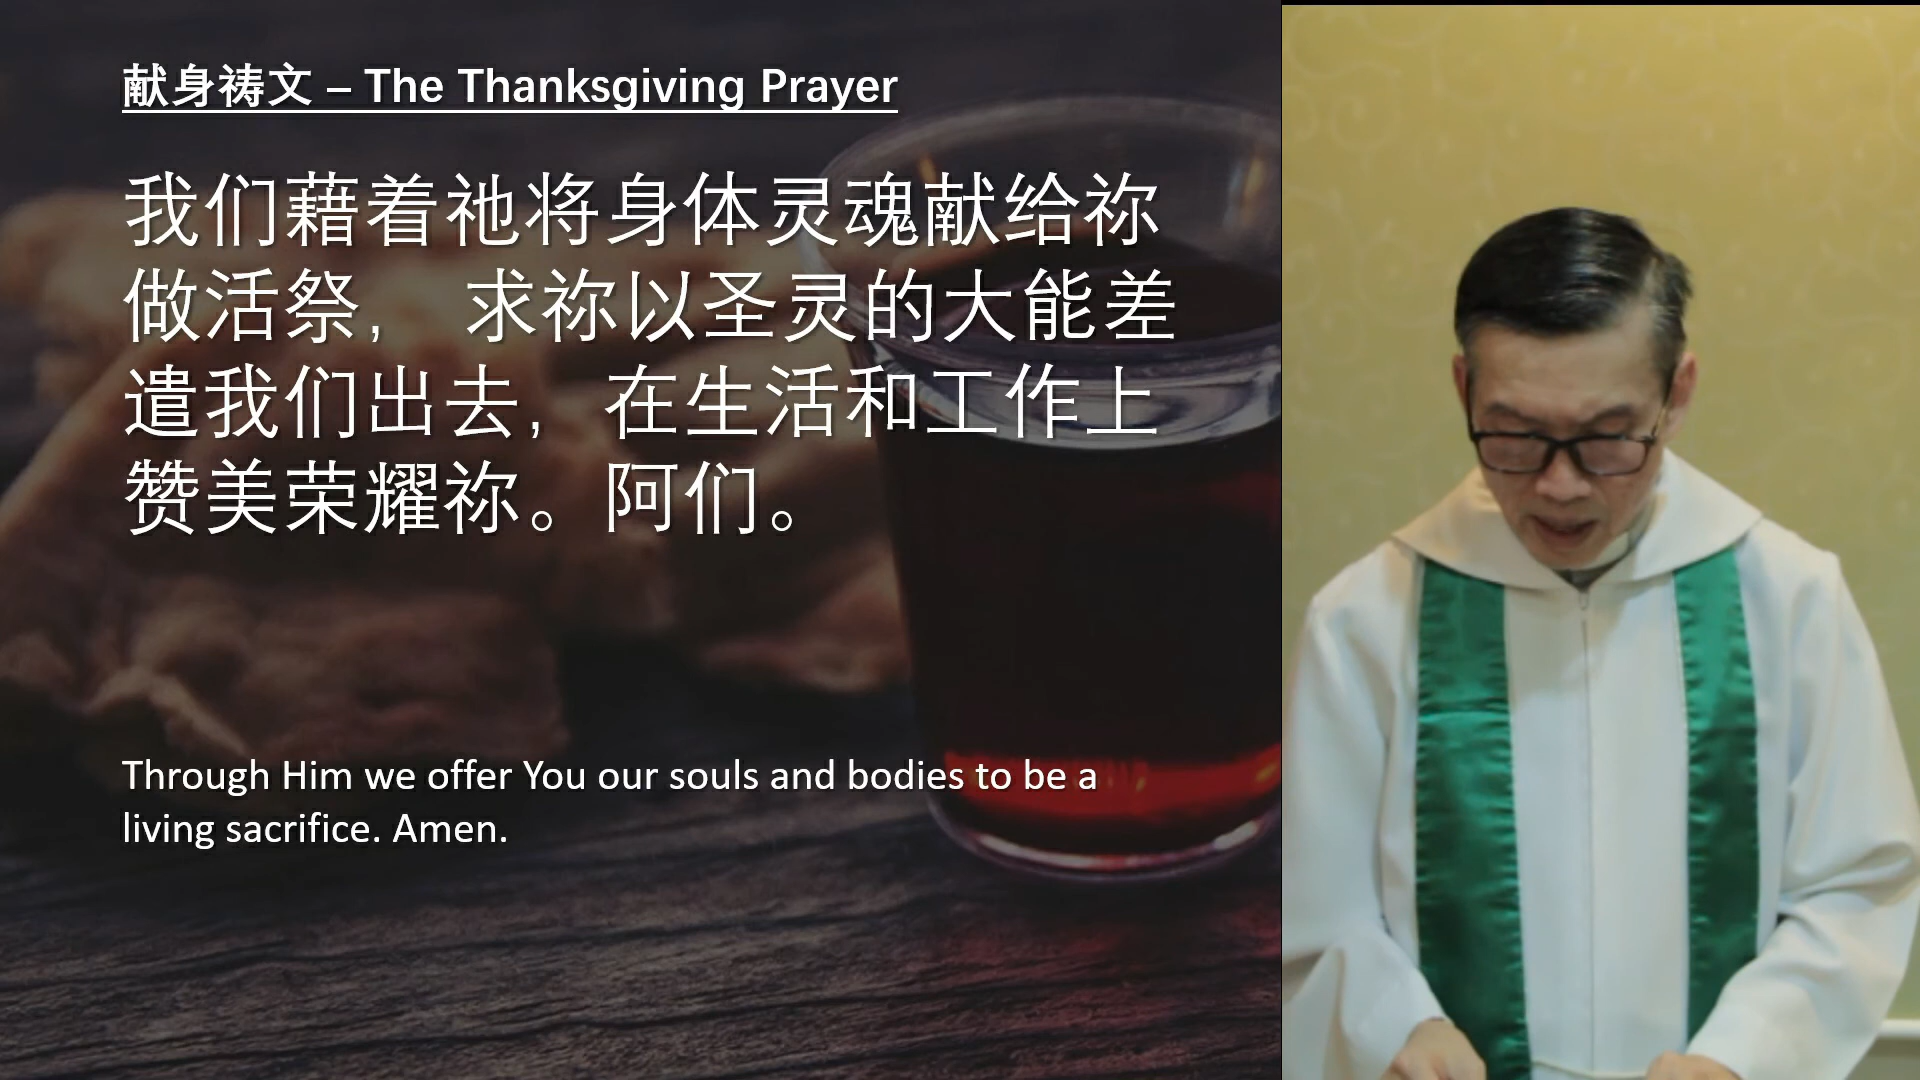 献身祷文 – The Thanksgiving Prayer
我们藉着祂将身体灵魂献给祢
做活祭， 求祢以圣灵的大能差
遣我们出去，在生活和工作上
赞美荣耀祢。阿们。
Through Him we offer You our souls and bodies to be a
living sacrifice. Amen.